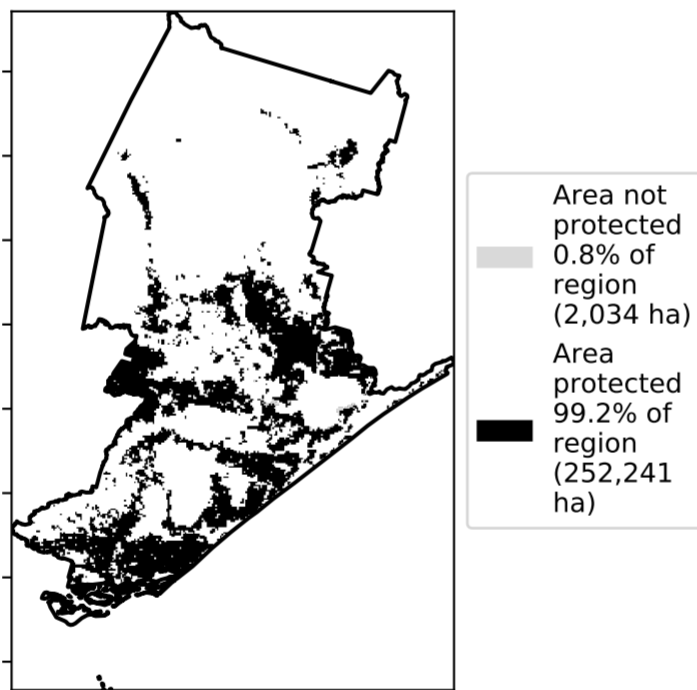 Area not
protected
0.8% of
region
(2,034 ha)
Area
protected
99.2% of
region
(252,241
ha)